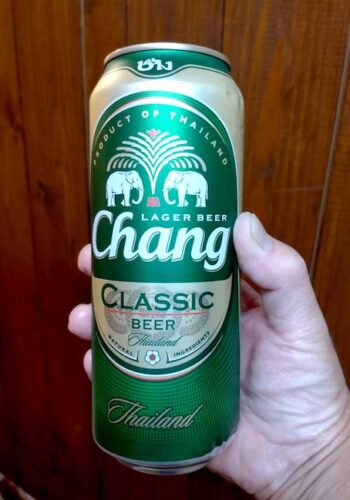 ช้าง
PRODUCT OF THAILAND
LAGER BEER
Chang
CLASSIC
BEER
Thailand
NATURAL INGREDIENTS
Thailand